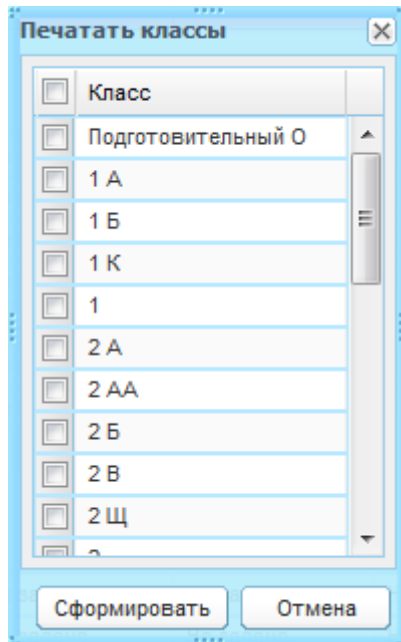 Печатать классы
Класс
Подготовительный О
1 А
1 Б
1 К
1
2 А
2 АА
2 Б
2 В
2 Щ
Сформировать Отмена